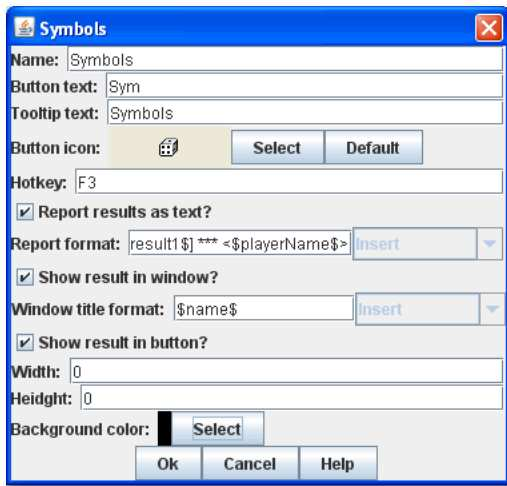 Symbols
Name: Symbols
Button text: Sym
Tooltip text: Symbols
Button icon: Select Default
Hotkey: F3
Report results as text?
Report format: result1$] *** <$playerName$> Insert
Show result in window?
Window title format: $name$ Insert
Show result in button?
Width: 0
Heidght: 0
Background color: Select
Ok Cancel Help